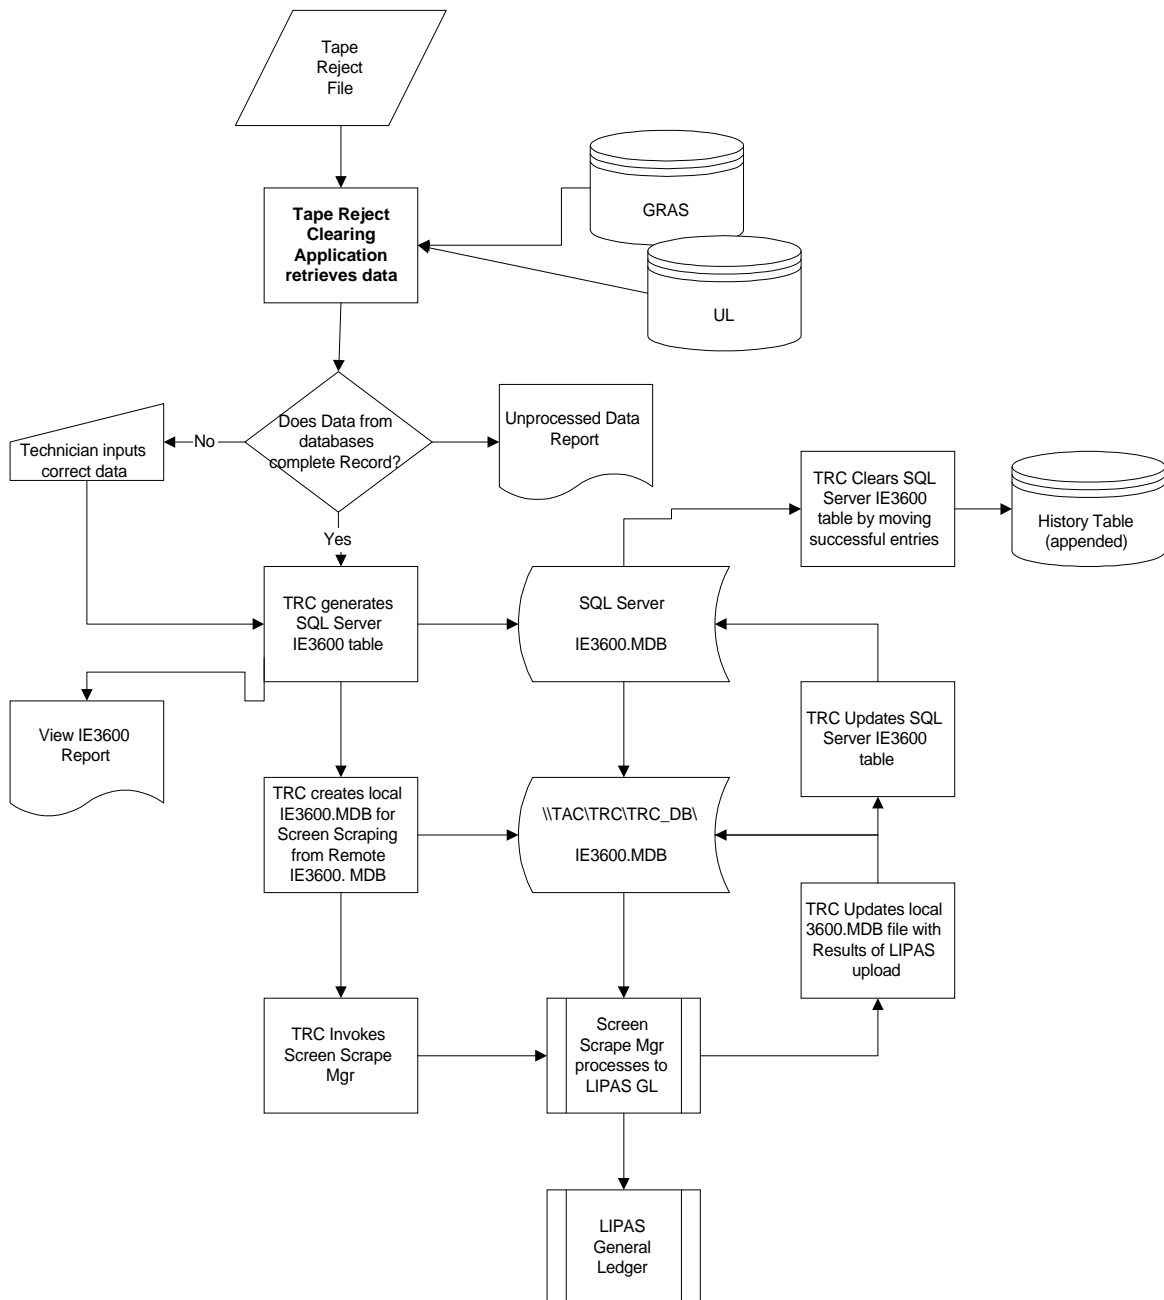 Tape
Reject
File
GRAS
Tape Reject
Clearing
Application
retrieves data
UL
Does Data from
databases
complete Record?
No
Technician inputs
correct data
Unprocessed Data
Report
Yes
TRC Clears SQL
Server IE3600
table by moving
successful entries
History Table
(appended)
TRC generates
SQL Server
IE3600 table
SQL Server
IE3600.MDB
View IE3600
Report
TRC Updates SQL
Server IE3600
table
TRC creates local
IE3600.MDB for
Screen Scraping
from Remote
IE3600. MDB
\\TAC\TRC\TRC_DB\
IE3600.MDB
TRC Updates local
3600.MDB file with
Results of LIPAS
upload
TRC Invokes
Screen Scrape
Mgr
Screen
Scrape Mgr
processes to
LIPAS GL
LIPAS
General
Ledger